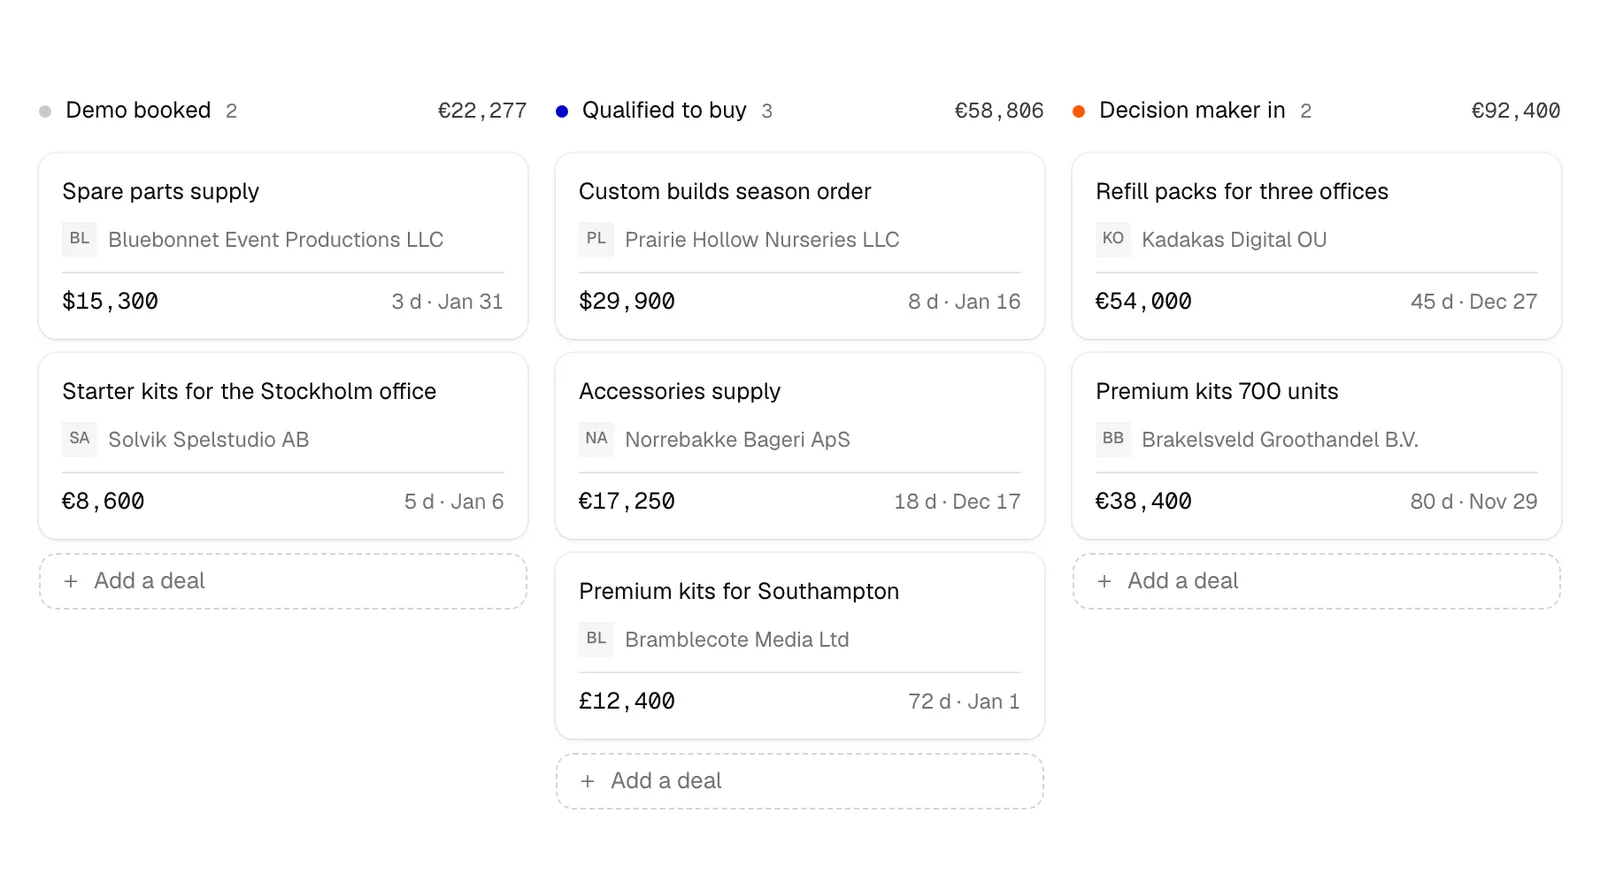 Demo booked 2 €22,277
Spare parts supply
BL Bluebonnet Event Productions LLC
$15,300 3 d · Jan 31
Starter kits for the Stockholm office
SA Solvik Spelstudio AB
€8,600 5 d · Jan 6
+ Add a deal
Qualified to buy 3 €58,806
Custom builds season order
PL Prairie Hollow Nurseries LLC
$29,900 8 d · Jan 16
Accessories supply
NA Norrebakke Bageri ApS
€17,250 18 d · Dec 17
Premium kits for Southampton
BL Bramblecote Media Ltd
£12,400 72 d · Jan 1
+ Add a deal
Decision maker in 2 €92,400
Refill packs for three offices
KO Kadakas Digital OU
€54,000 45 d · Dec 27
Premium kits 700 units
BB Brakelsveld Groothandel B.V.
€38,400 80 d · Nov 29
+ Add a deal